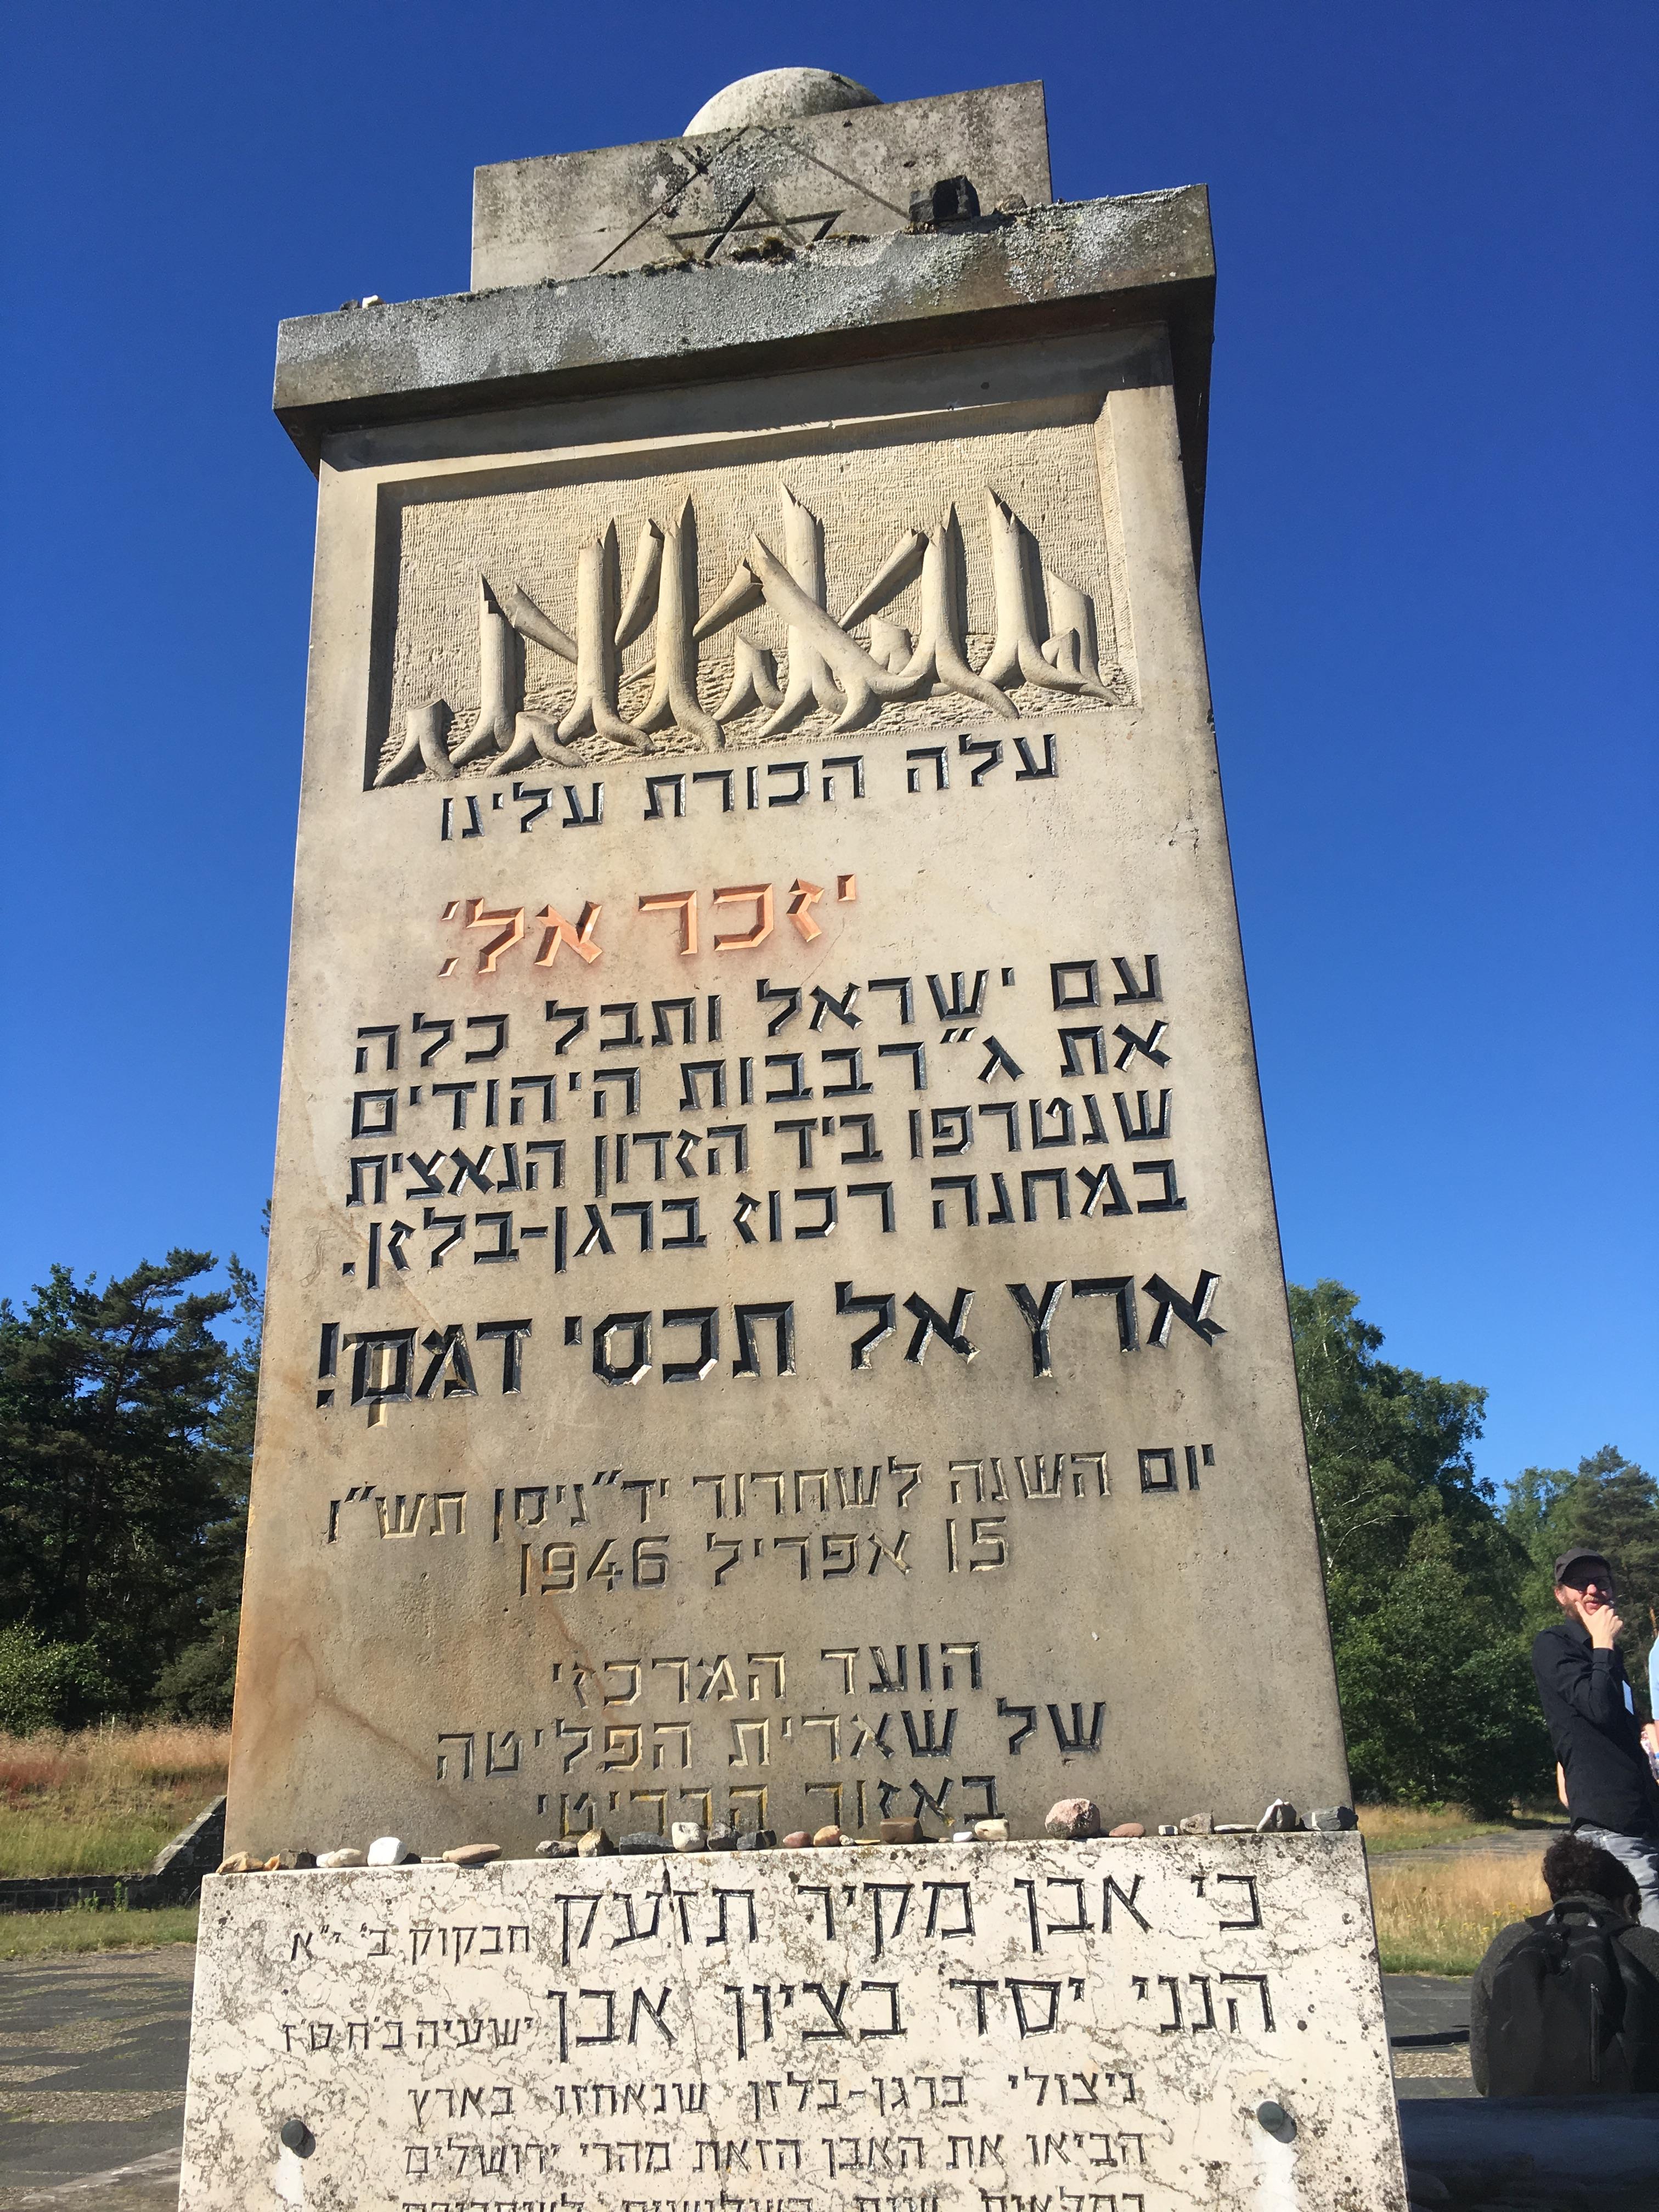 עלה הכורת עלינו
יזכר אל׳:
עם ישראל ותבל כלה
את ג״רבבות היהודים
שנטרפו ביד הזדון הנאצית
במחנה רכוז ברגן-בלזן.
ארץ אל תכסי דמם!
יום השנה לשחרור יד״ניסן תש״ו
15 אפריל 1946
הועד המרכזי
של שארית הפליטה
באזור הבריטי
כי אבן מקיר תזעק חבקוק ב׳ י״א
הנני יסד בציון אבן ישעיה כ״ח ט״ז
ניצולי ברגן-בלזן שנאחזו בארץ
הביאו את האבן הזאת מהרי ירושלים
במלאות שנים